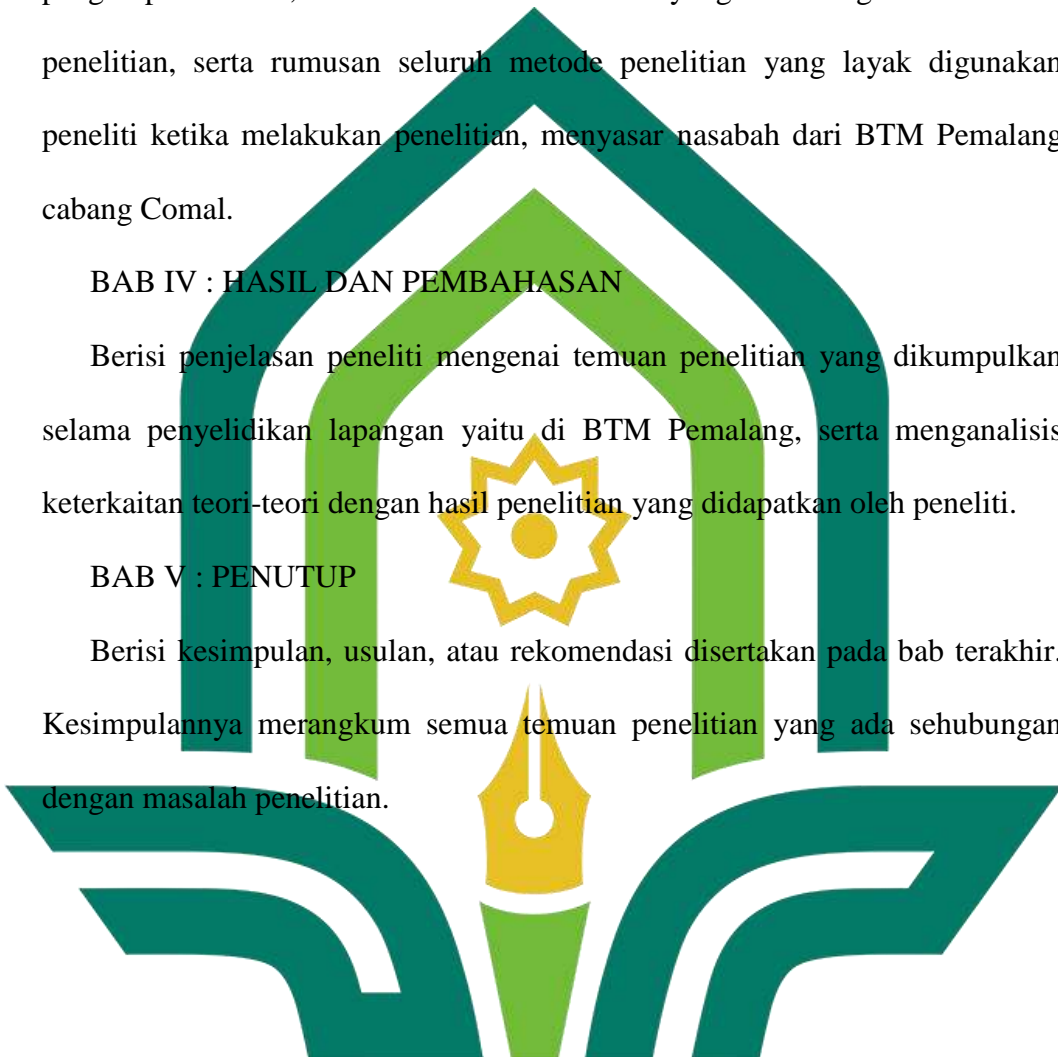 penelitian, serta rumusan seluruh metode penelitian yang layak digunakan
peneliti ketika melakukan penelitian, menyasar nasabah dari BTM Pemalang
cabang Comal.
BAB IV : HASIL DAN PEMBAHASAN
Berisi penjelasan peneliti mengenai temuan penelitian yang dikumpulkan
selama penyelidikan lapangan yaitu di BTM Pemalang, serta menganalisis
keterkaitan teori-teori dengan hasil penelitian yang didapatkan oleh peneliti.
BAB V : PENUTUP
Berisi kesimpulan, usulan, atau rekomendasi disertakan pada bab terakhir.
Kesimpulannya merangkum semua temuan penelitian yang ada sehubungan
dengan masalah penelitian.